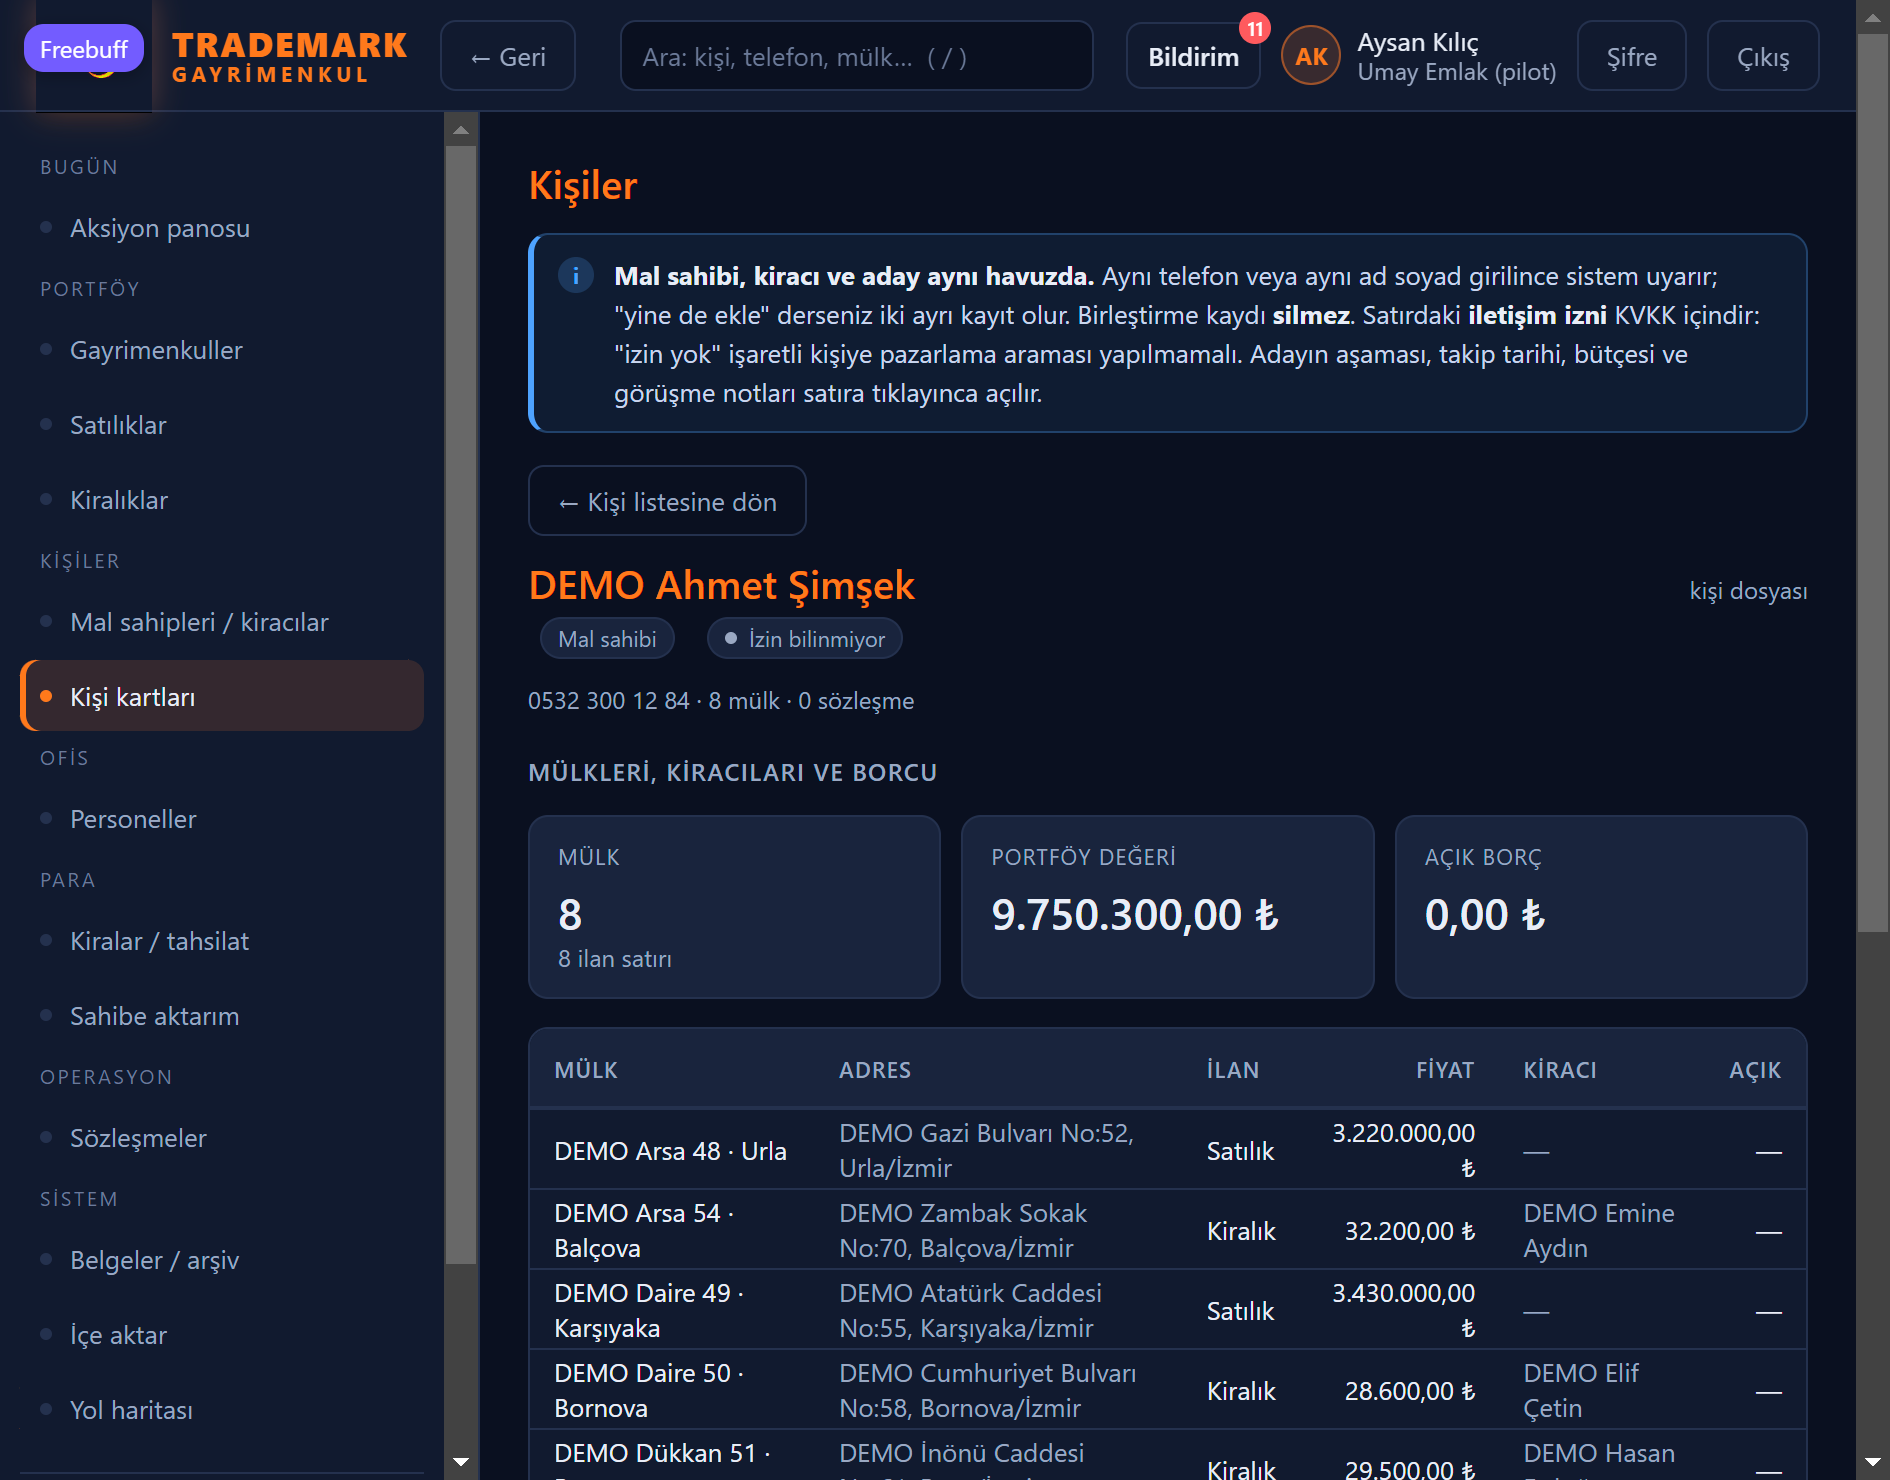 Freebuff
TRADEMARK
GAYRİMENKUL
← Geri
Ara: kişi, telefon, mülk... ( / )
Bildirim
11
AK
Aysan Kılıç
Umay Emlak (pilot)
Şifre
Çıkış
BUGÜN
Aksiyon panosu
PORTFÖY
Gayrimenkuller
Satılıklar
Kiralıklar
KİŞİLER
Mal sahipleri / kiracılar
Kişi kartları
OFİS
Personeller
PARA
Kiralar / tahsilat
Sahibe aktarım
OPERASYON
Sözleşmeler
SİSTEM
Belgeler / arşiv
İçe aktar
Yol haritası
Kişiler
i
Mal sahibi, kiracı ve aday aynı havuzda. Aynı telefon veya aynı ad soyad girilince sistem uyarır;
"yine de ekle" derseniz iki ayrı kayıt olur. Birleştirme kaydı silmez. Satırdaki iletişim izni KVKK içindir:
"izin yok" işaretli kişiye pazarlama araması yapılmamalı. Adayın aşaması, takip tarihi, bütçesi ve
görüşme notları satıra tıklayınca açılır.
← Kişi listesine dön
DEMO Ahmet Şimşek
kişi dosyası
Mal sahibi
İzin bilinmiyor
0532 300 12 84 · 8 mülk · 0 sözleşme
MÜLKLERİ, KİRACILARI VE BORCU
MÜLK
8
8 ilan satırı
PORTFÖY DEĞERİ
9.750.300,00 ₺
AÇIK BORÇ
0,00 ₺
MÜLK ADRES İLAN FİYAT KİRACI AÇIK
DEMO Arsa 48 · Urla
DEMO Gazi Bulvarı No:52,
Urla/İzmir
Satılık
3.220.000,00
₺
—
—
DEMO Arsa 54 ·
Balçova
DEMO Zambak Sokak
No:70, Balçova/İzmir
Kiralık
32.200,00 ₺
DEMO Emine
Aydın
—
DEMO Daire 49 ·
Karşıyaka
DEMO Atatürk Caddesi
No:55, Karşıyaka/İzmir
Satılık
3.430.000,00
₺
—
—
DEMO Daire 50 ·
Bornova
DEMO Cumhuriyet Bulvarı
No:58, Bornova/İzmir
Kiralık
28.600,00 ₺
DEMO Elif
Çetin
—
DEMO Dükkan 51 ·
DEMO İnönü Caddesi
Kiralık
29.500,00 ₺
DEMO Hasan
—